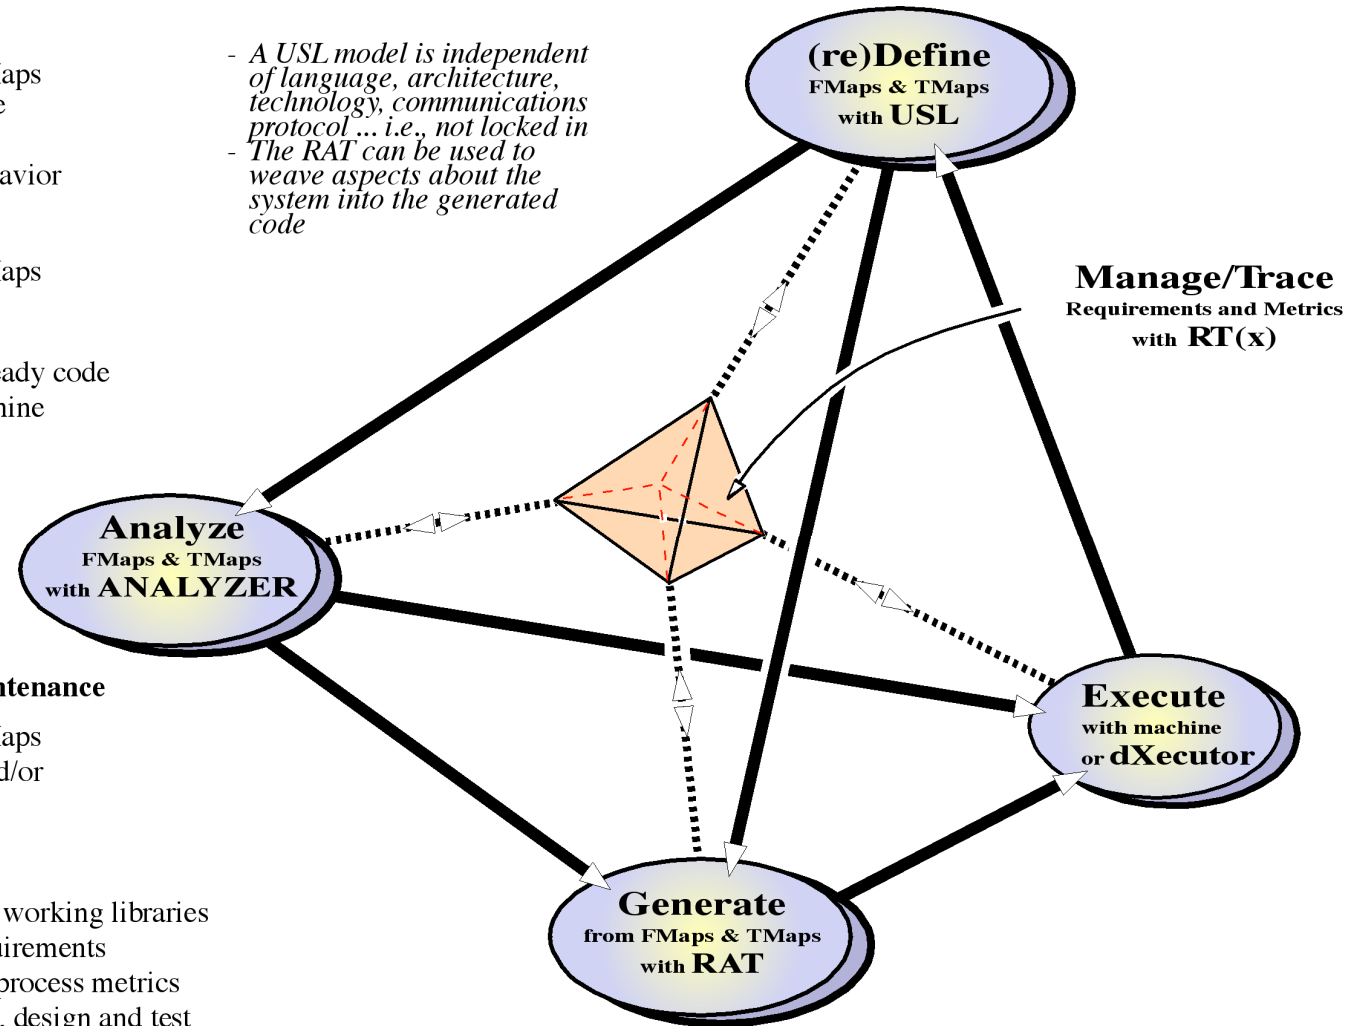 aps
e
avior
aps
eady code
hine
ntenance
aps
d/or
working libraries
uirements
process metrics
, design and test
- A USL model is independent
of language, architecture,
technology, communications
protocol ... i.e., not locked in
- The RAT can be used to
weave aspects about the
system into the generated
code
(re)Define
FMaps & TMaps
with USL
Manage/Trace
Requirements and Metrics
with RT(x)
Analyze
FMaps & TMaps
with ANALYZER
Execute
with machine
or dXecutor
Generate
from FMaps & TMaps
with RAT